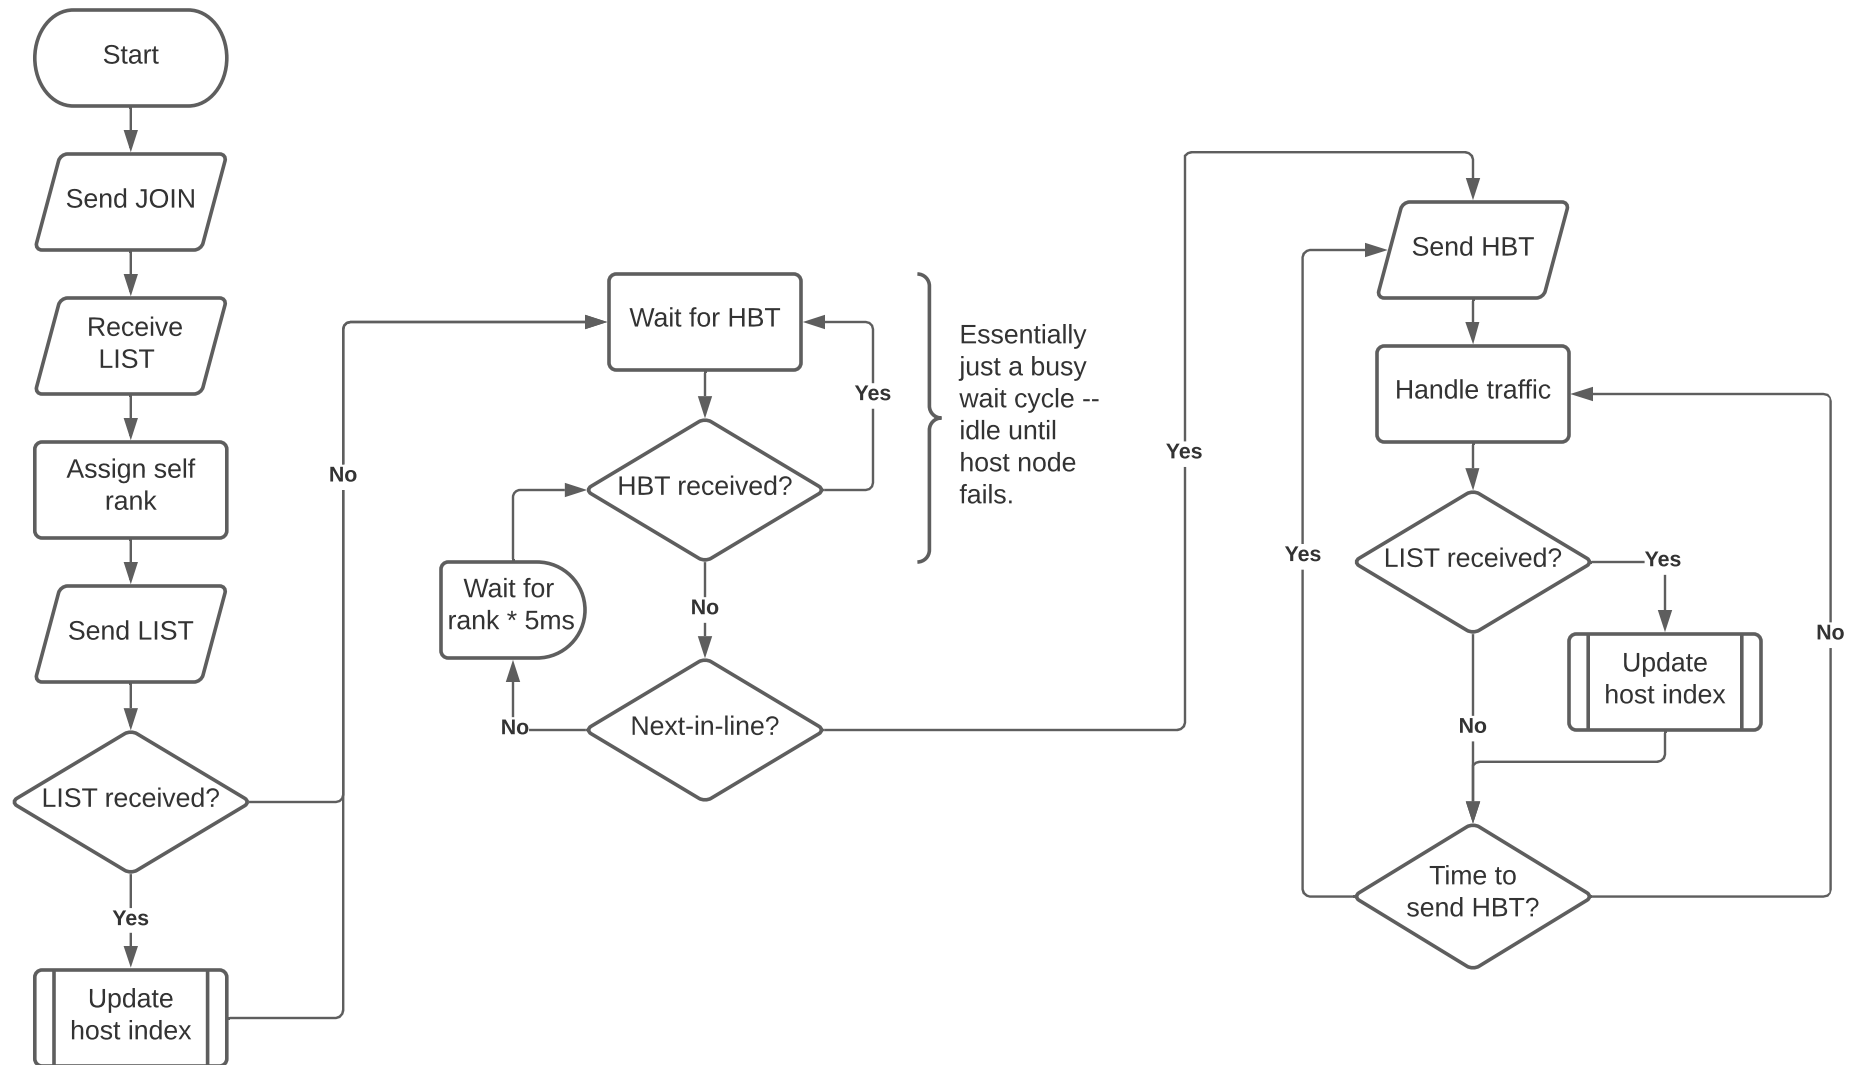 Start
Send JOIN
Receive
LIST
Assign self
rank
Send LIST
LIST received?
Yes
Update
host index
No
Wait for HBT
Yes
HBT received?
Wait for
rank * 5ms
No
Next-in-line?
No
Essentially
just a busy
wait cycle --
idle until
host node
fails.
Yes
Send HBT
Handle traffic
LIST received?
Yes
Update
host index
No
Time to
send HBT?
Yes
No